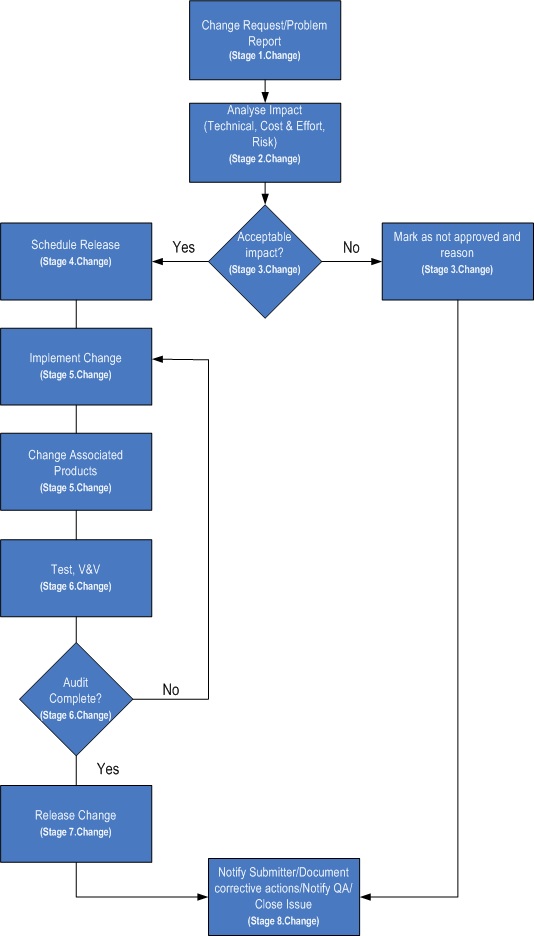 Change Request/Problem
Report
(Stage 1.Change)
Analyse Impact
(Technical, Cost & Effort,
Risk)
(Stage 2.Change)
Acceptable
impact?
(Stage 3.Change)
Yes
No
Schedule Release
(Stage 4.Change)
Mark as not approved and
reason
(Stage 3.Change)
Implement Change
(Stage 5.Change)
Change Associated
Products
(Stage 5.Change)
Test, V&V
(Stage 6.Change)
Audit
Complete?
(Stage 6.Change)
No
Yes
Release Change
(Stage 7.Change)
Notify Submitter/Document
corrective actions/Notify QA/
Close Issue
(Stage 8.Change)